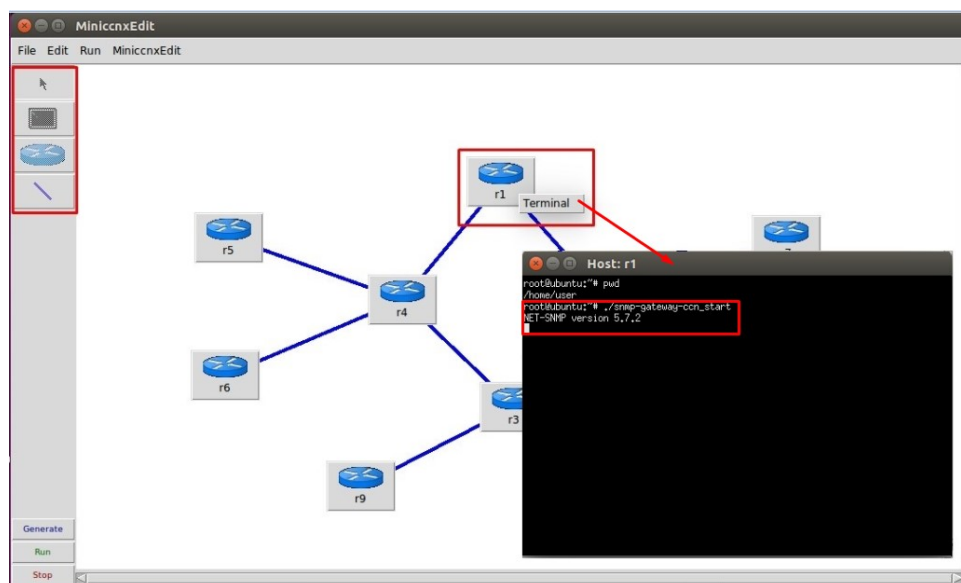 MiniccnxEdit
File Edit Run MiniccnxEdit
r1
Terminal
r5
r4
r6
r3
r9
Host: r1
root@ubuntu:~# pwd
/home/user
root@ubuntu:~# ./snmp-gateway-ccn_start
NET-SNMP version 5.7.2
Generate
Run
Stop